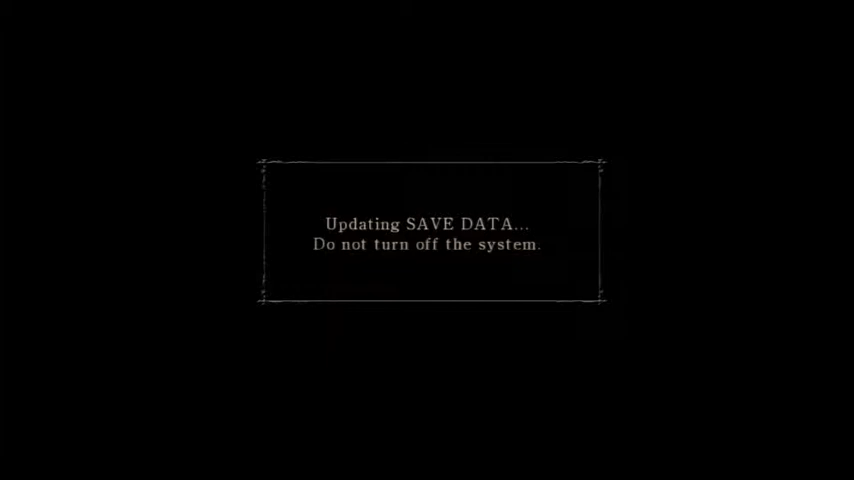 Updating SAVE DATA...
Do not turn off the system.